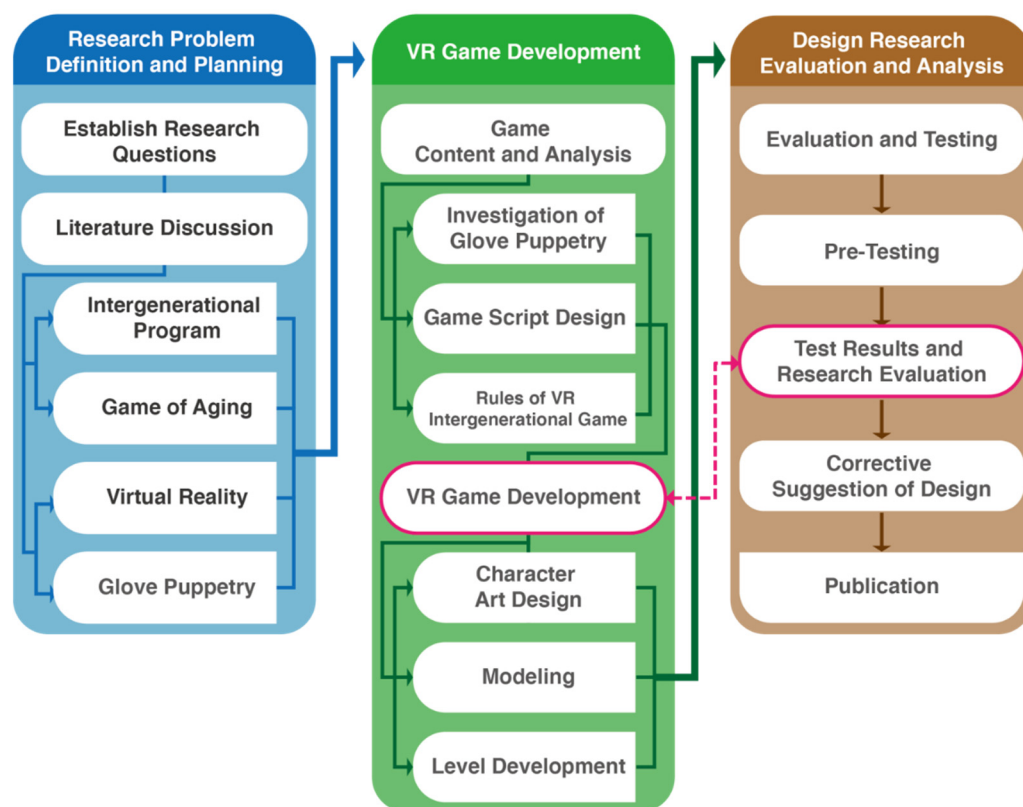 Research Problem
Definition and Planning
Establish Research
Questions
Literature Discussion
Intergenerational
Program
Game of Aging
Virtual Reality
Glove Puppetry
VR Game Development
Game
Content and Analysis
Investigation of
Glove Puppetry
Game Script Design
Rules of VR
Intergenerational Game
VR Game Development
Character
Art Design
Modeling
Level Development
Design Research
Evaluation and Analysis
Evaluation and Testing
Pre-Testing
Test Results and
Research Evaluation
Corrective
Suggestion of Design
Publication